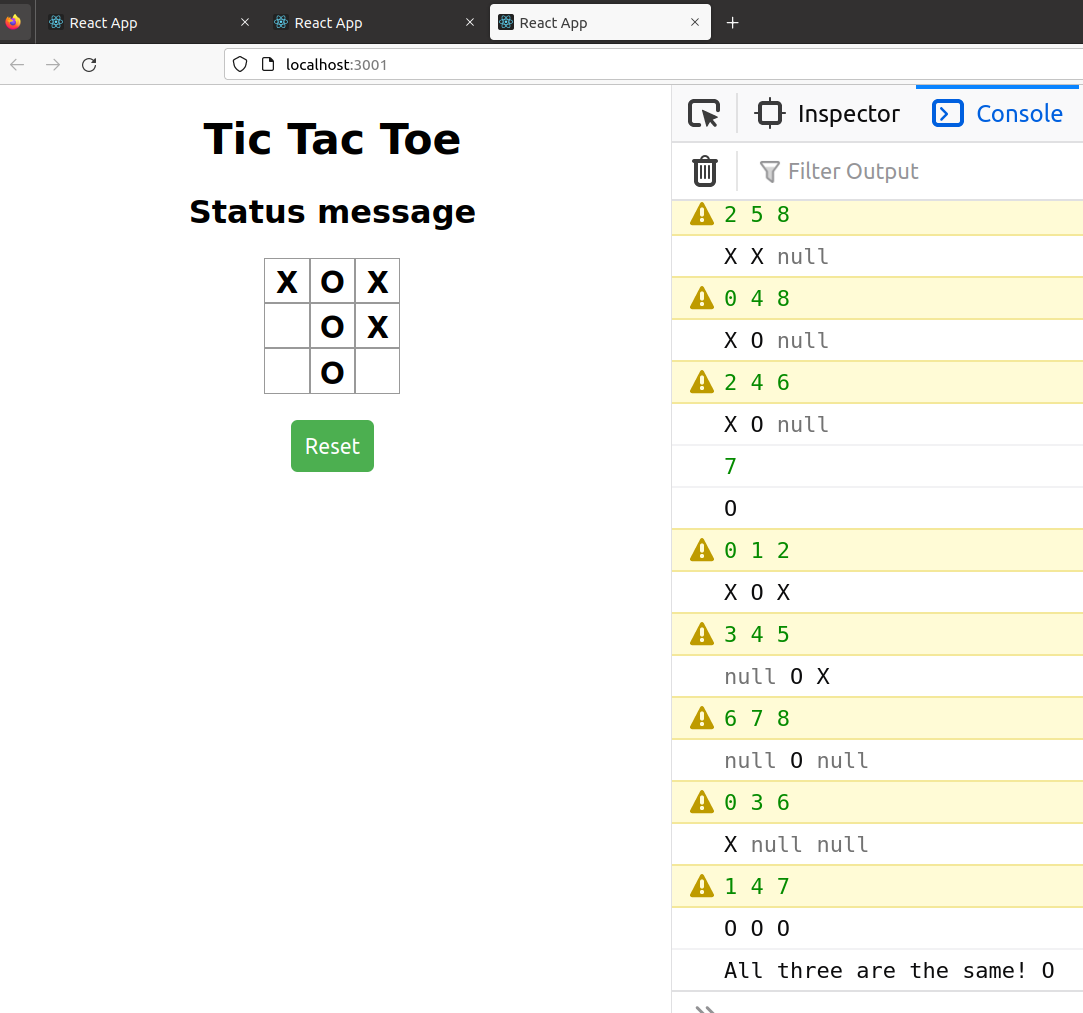 React App React App React App
localhost:3001
Tic Tac Toe
Status message
X O X
O X
O
Reset
Inspector Console
Filter Output
2 5 8
X X null
0 4 8
X O null
2 4 6
X O null
7
O
0 1 2
X O X
3 4 5
null O X
6 7 8
null O null
0 3 6
X null null
1 4 7
O O O
All three are the same! O